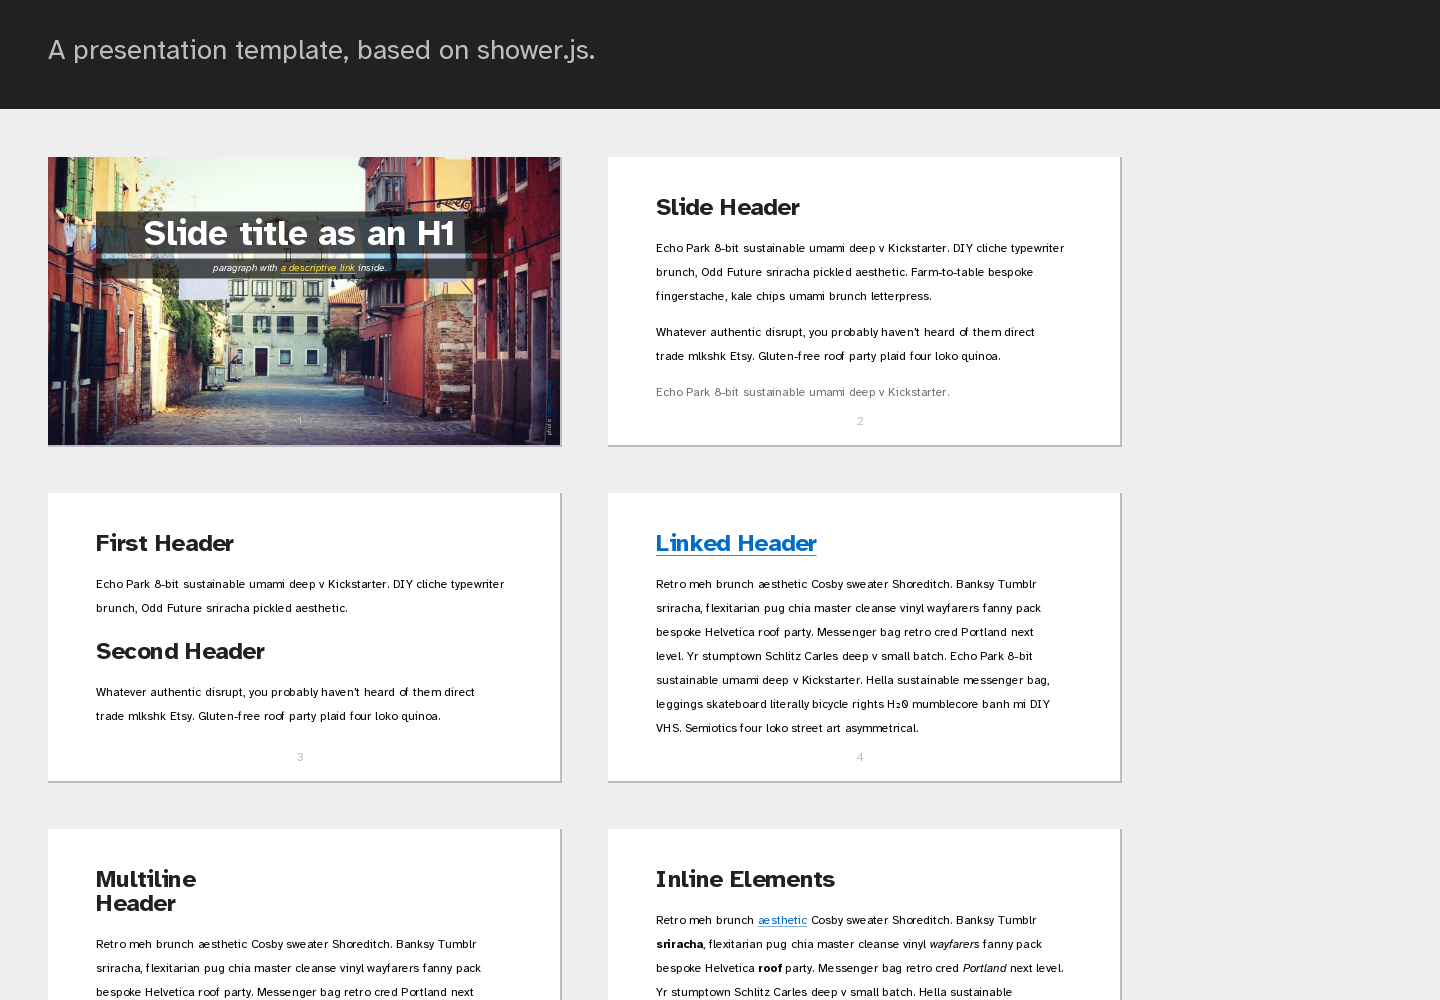 A presentation template, based on shower.js.
Slide title as an H1
paragraph with a descriptive link inside.
1
photo
Slide Header
Echo Park 8-bit sustainable umami deep v Kickstarter. DIY cliche typewriter
brunch, Odd Future sriracha pickled aesthetic. Farm-to-table bespoke
fingerstache, kale chips umami brunch letterpress.
Whatever authentic disrupt, you probably haven't heard of them direct
trade mlkshk Etsy. Gluten-free roof party plaid four loko quinoa.
Echo Park 8-bit sustainable umami deep v Kickstarter.
2
First Header
Echo Park 8-bit sustainable umami deep v Kickstarter. DIY cliche typewriter
brunch, Odd Future sriracha pickled aesthetic.
Second Header
Whatever authentic disrupt, you probably haven't heard of them direct
trade mlkshk Etsy. Gluten-free roof party plaid four loko quinoa.
3
Linked Header
Retro meh brunch aesthetic Cosby sweater Shoreditch. Banksy Tumblr
sriracha, flexitarian pug chia master cleanse vinyl wayfarers fanny pack
bespoke Helvetica roof party. Messenger bag retro cred Portland next
level. Yr stumptown Schlitz Carles deep v small batch. Echo Park 8-bit
sustainable umami deep v Kickstarter. Hella sustainable messenger bag,
leggings skateboard literally bicycle rights H₂0 mumblecore banh mi DIY
VHS. Semiotics four loko street art asymmetrical.
4
Multiline
Header
Retro meh brunch aesthetic Cosby sweater Shoreditch. Banksy Tumblr
sriracha, flexitarian pug chia master cleanse vinyl wayfarers fanny pack
bespoke Helvetica roof party. Messenger bag retro cred Portland next
Inline Elements
Retro meh brunch aesthetic Cosby sweater Shoreditch. Banksy Tumblr
sriracha, flexitarian pug chia master cleanse vinyl wayfarers fanny pack
bespoke Helvetica roof party. Messenger bag retro cred Portland next level.
Yr stumptown Schlitz Carles deep v small batch. Hella sustainable